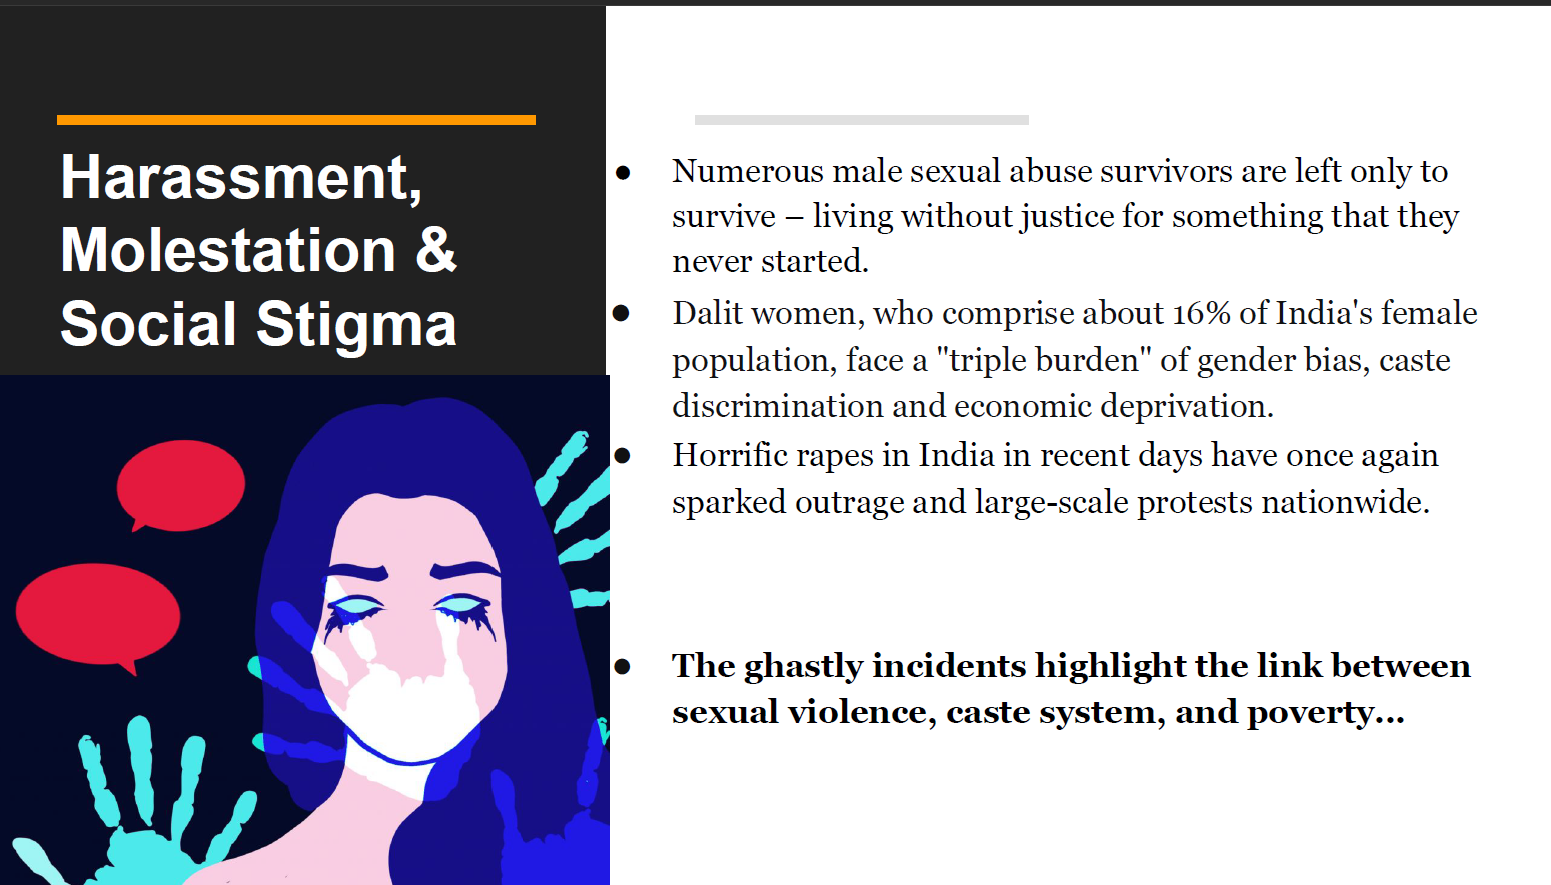 Harassment,
Molestation &
Social Stigma
● Numerous male sexual abuse survivors are left only to
survive – living without justice for something that they
never started.
● Dalit women, who comprise about 16% of India's female
population, face a "triple burden" of gender bias, caste
discrimination and economic deprivation.
● Horrific rapes in India in recent days have once again
sparked outrage and large-scale protests nationwide.
● The ghastly incidents highlight the link between
sexual violence, caste system, and poverty...